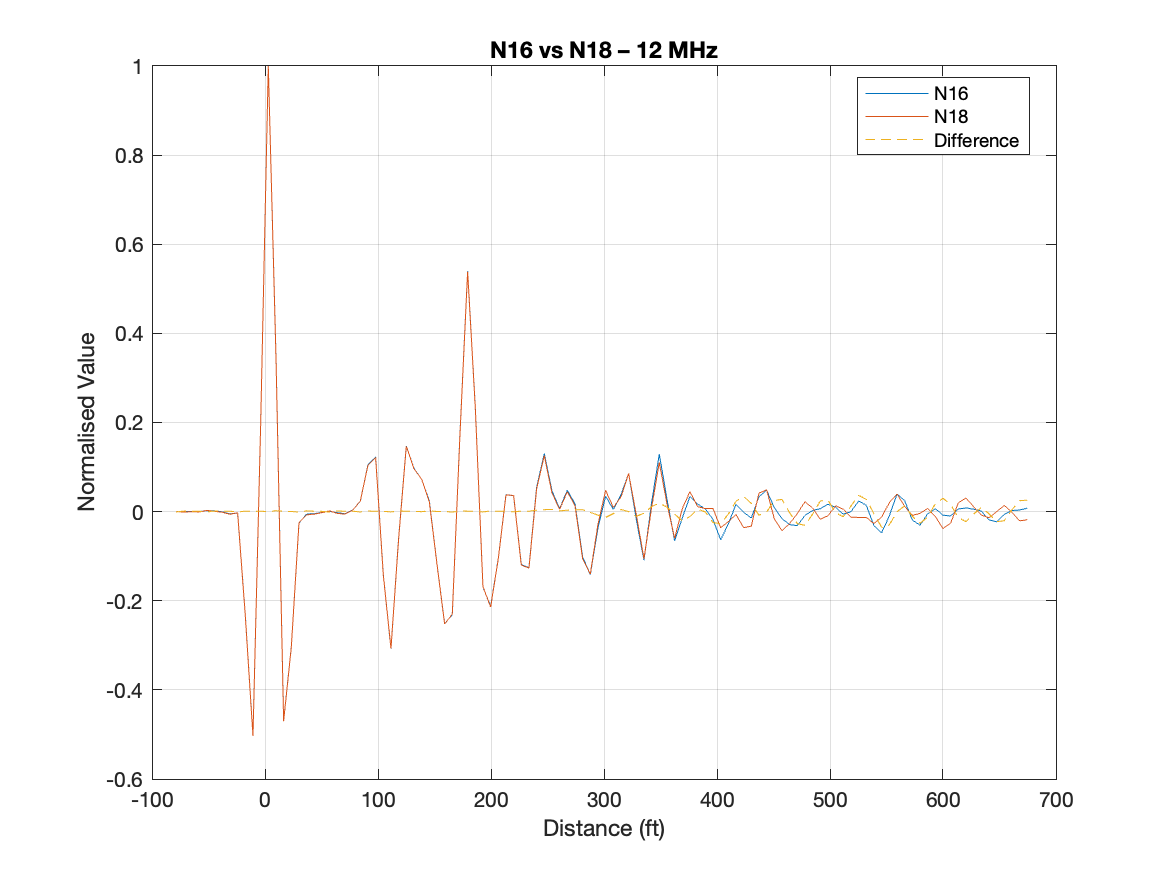 N16 vs N18 – 12 MHz
N16
N18
Difference
1
0.8
0.6
0.4
0.2
0
-0.2
-0.4
-0.6
Normalised Value
-100 0 100 200 300 400 500 600 700
Distance (ft)